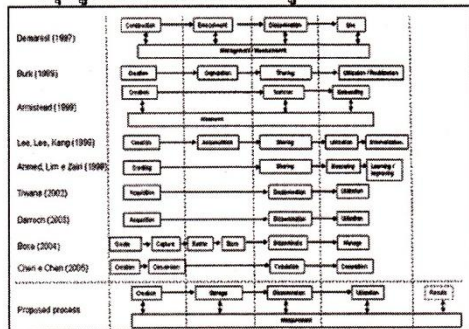 Demarest (1997) Construction Embodiment Dissemination Use
Management / Measurement
Burk (1999) Creation Organization Sharing Utilization / Reutilization
Armistead (1999) Creation Transfer Embedding
Measures
Lee, Lee, Kang (1999) Creation Accumulation Sharing Utilization Internalization
Ahmed, Lim e Zairi (1999) Creating Sharing Measuring Learning / Improving
Tiwana (2002) Acquisition Dissemination Utilization
Darroch (2003) Acquisition Dissemination Utilization
Bose (2004) Create Capture Refine Store Disseminate Manage
Chen e Chen (2005) Creation Conversion Circulation Completion
Proposed process Creation Storage Dissemination Utilization Results
Measurement